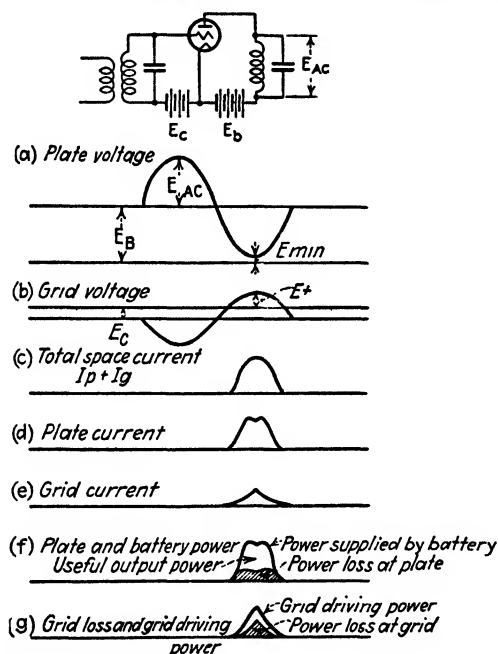 E_AC
E_c E_b
(a) Plate voltage
E_AC
E_B
Emin
(b) Grid voltage
E+
E_C
(c) Total space current
Ip + Ig
(d) Plate current
(e) Grid current
(f) Plate and battery power
Power supplied by battery
Useful output power
Power loss at plate
Grid driving power
(g) Grid loss and grid driving
Power loss at grid
power